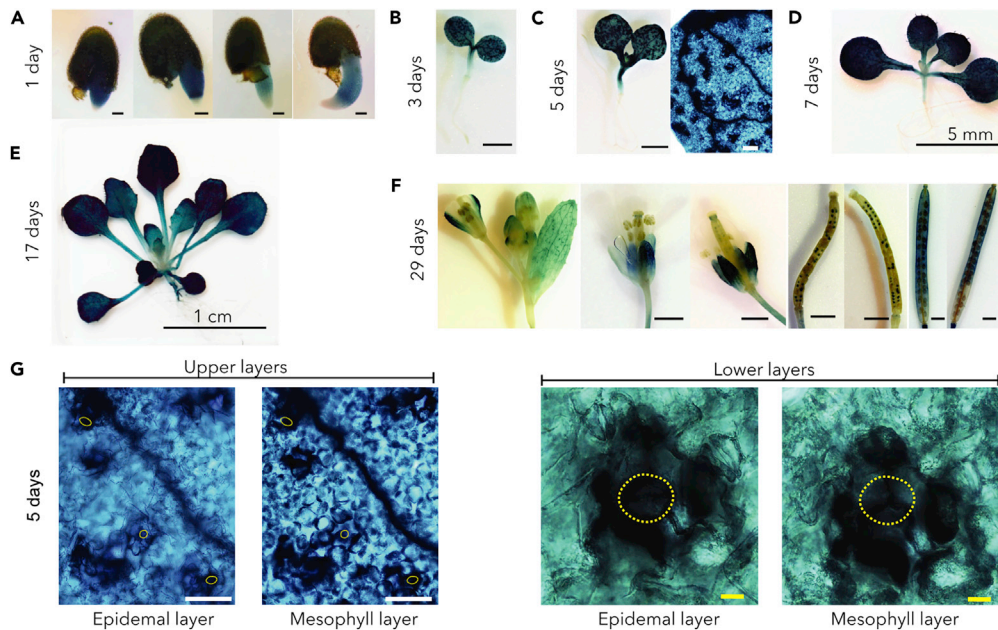 A
1 day
B
3 days
C
5 days
D
7 days
5 mm
E
17 days
1 cm
F
29 days
G
Upper layers
Lower layers
5 days
Epidemal layer
Mesophyll layer
Epidemal layer
Mesophyll layer